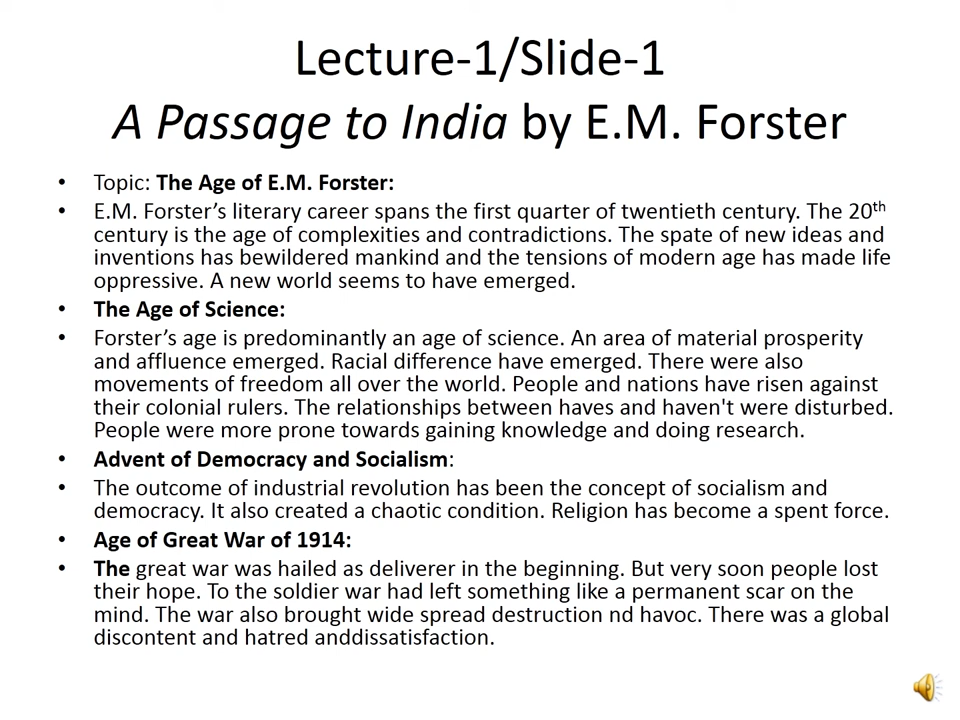 Lecture-1/Slide-1
A Passage to India by E.M. Forster
• Topic: The Age of E.M. Forster:
• E.M. Forster’s literary career spans the first quarter of twentieth century. The 20th
century is the age of complexities and contradictions. The spate of new ideas and
inventions has bewildered mankind and the tensions of modern age has made life
oppressive. A new world seems to have emerged.
• The Age of Science:
• Forster’s age is predominantly an age of science. An area of material prosperity
and affluence emerged. Racial difference have emerged. There were also
movements of freedom all over the world. People and nations have risen against
their colonial rulers. The relationships between haves and haven't were disturbed.
People were more prone towards gaining knowledge and doing research.
• Advent of Democracy and Socialism:
• The outcome of industrial revolution has been the concept of socialism and
democracy. It also created a chaotic condition. Religion has become a spent force.
• Age of Great War of 1914:
• The great war was hailed as deliverer in the beginning. But very soon people lost
their hope. To the soldier war had left something like a permanent scar on the
mind. The war also brought wide spread destruction nd havoc. There was a global
discontent and hatred anddissatisfaction.